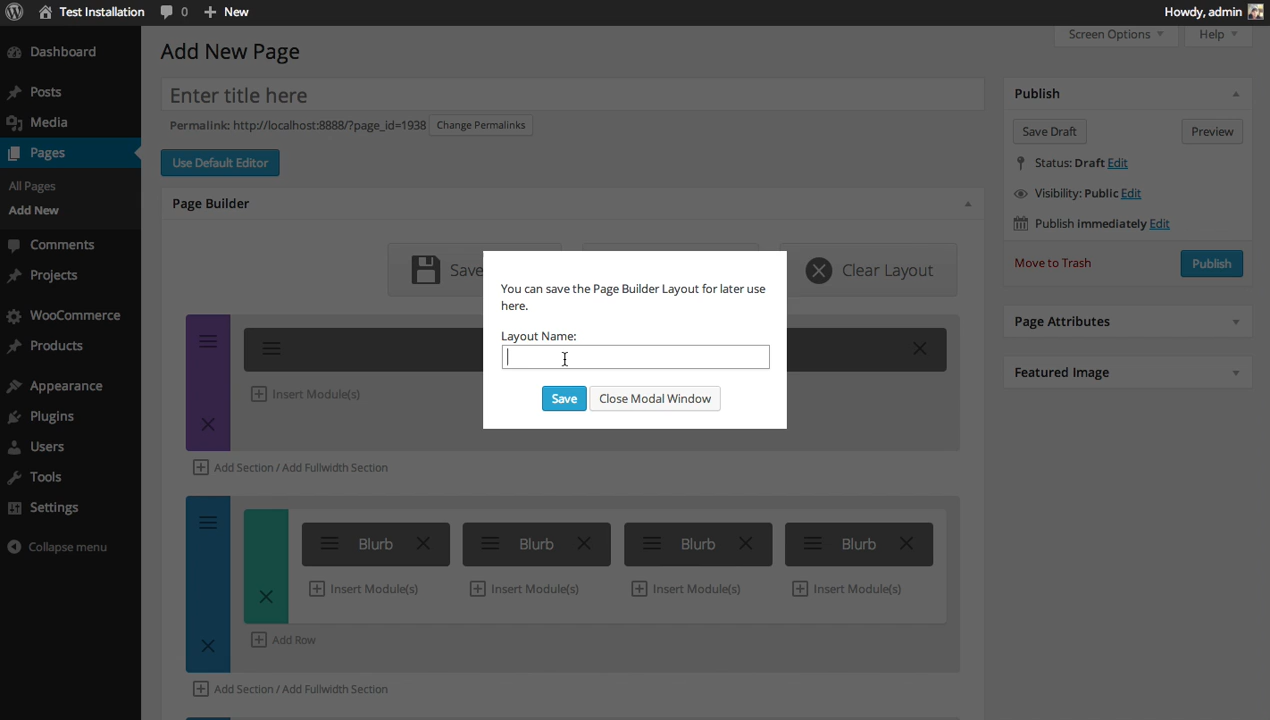 Test Installation 0 New Howdy, admin
Screen Options Help
Dashboard
Posts
Media
Pages
All Pages
Add New
Comments
Projects
WooCommerce
Products
Appearance
Plugins
Users
Tools
Settings
Collapse menu
Add New Page
Enter title here
Permalink: http://localhost:8888/?page_id=1938 Change Permalinks
Use Default Editor
Page Builder
Save
Clear Layout
Insert Module(s)
Add Section / Add Fullwidth Section
Blurb Blurb Blurb Blurb
Insert Module(s) Insert Module(s) Insert Module(s) Insert Module(s)
Add Row
Add Section / Add Fullwidth Section
You can save the Page Builder Layout for later use
here.
Layout Name:
Save Close Modal Window
Publish
Save Draft Preview
Status: Draft Edit
Visibility: Public Edit
Publish immediately Edit
Move to Trash Publish
Page Attributes
Featured Image